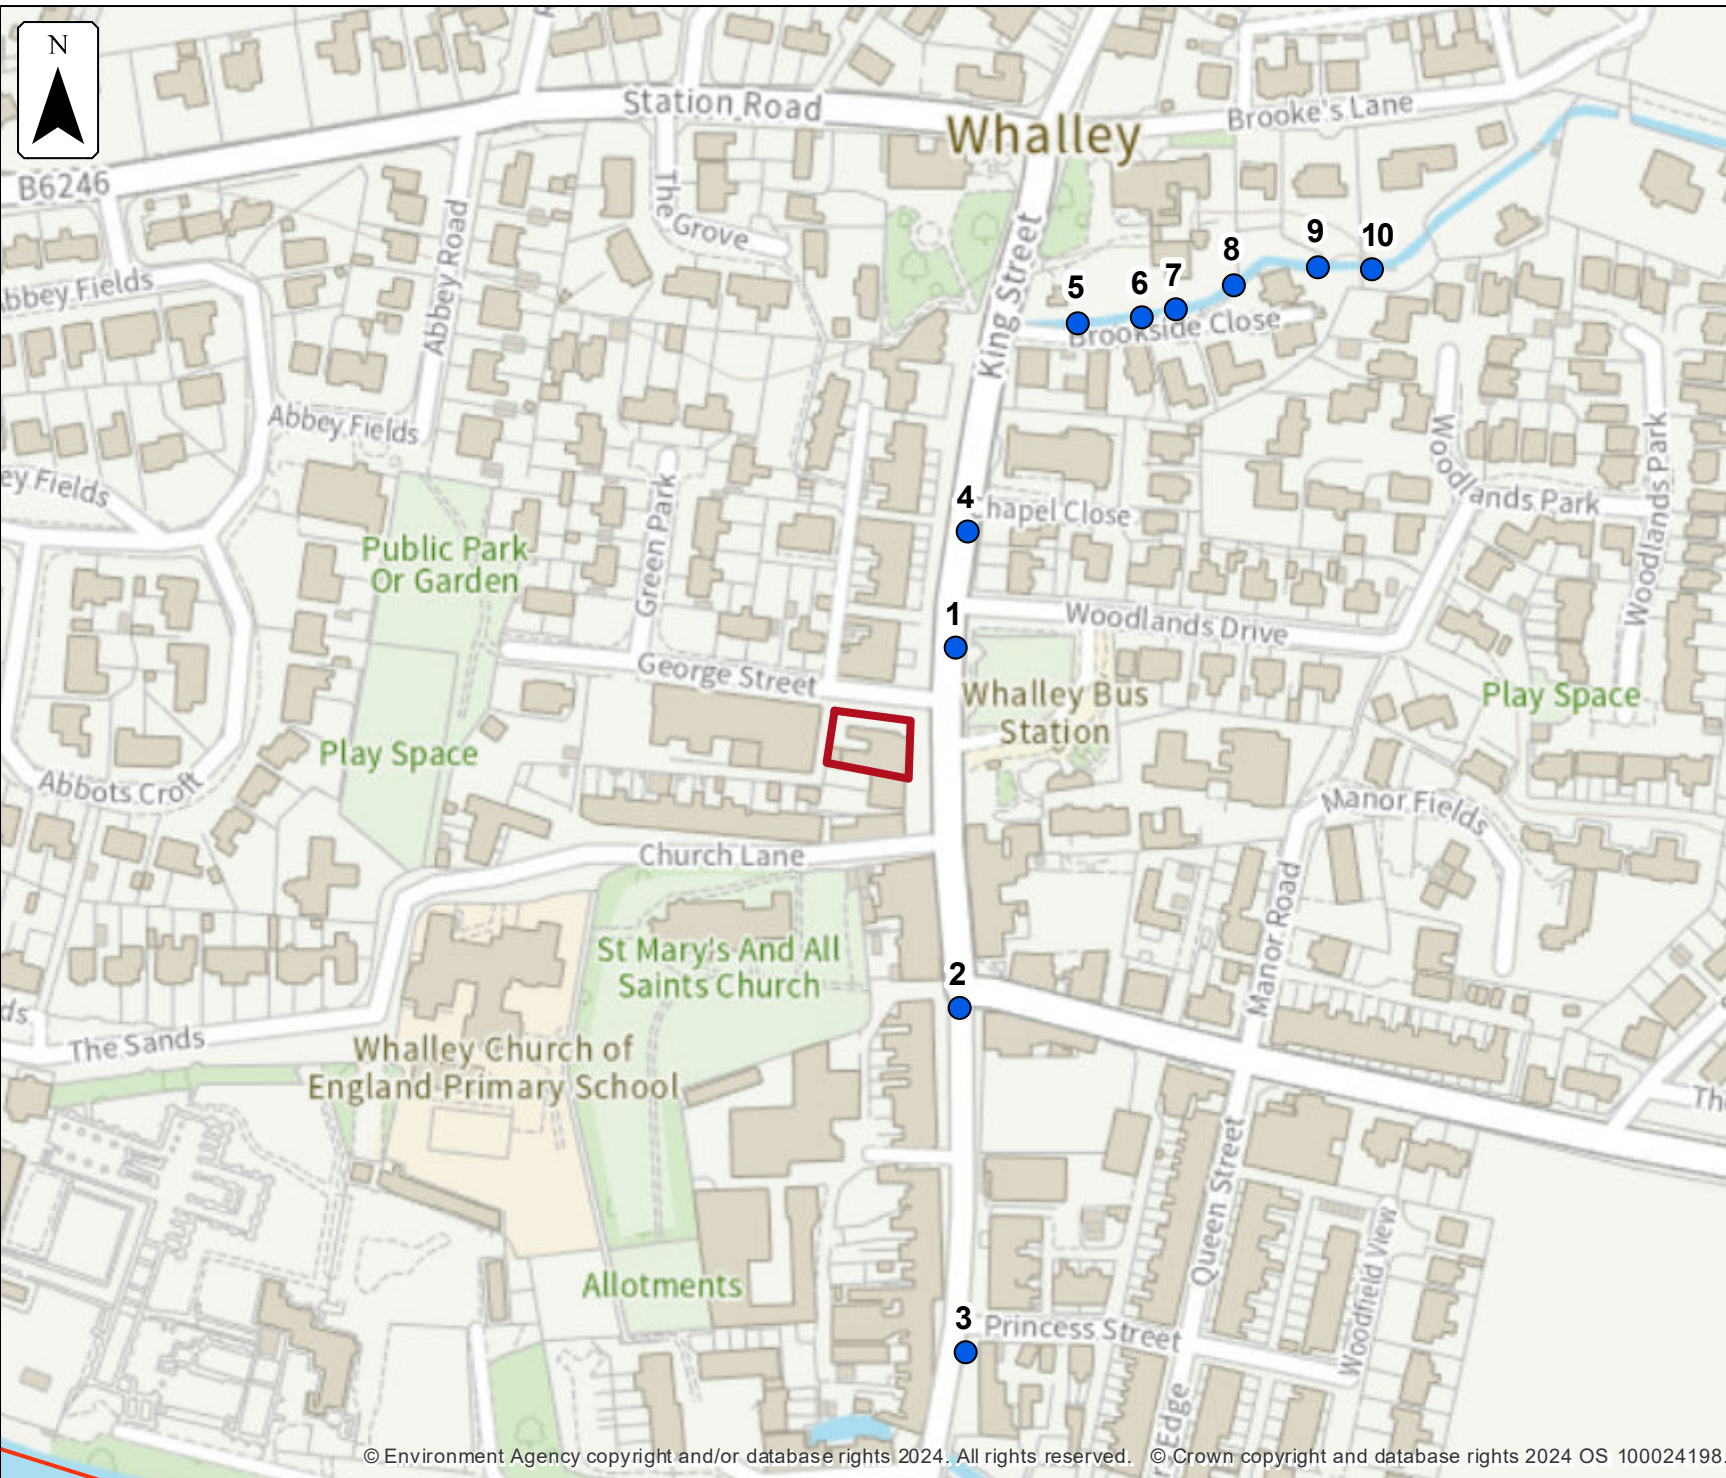 N
Station Road
Whalley
Brooke's Lane
B6246
The Grove
Abbey Road
King Street
Abbey Fields
5
6
7
8
9
10
Brookside Close
Abbey Fields
Woodlands Park
Woodlands Park
ey Fields
4
Chapel Close
Public Park
Or Garden
Green Park
1
Woodlands Drive
George Street
Whalley Bus
Station
Play Space
Play Space
Abbots Croft
Manor Fields
Church Lane
Manor Road
St Mary's And All
Saints Church
2
ds
The Sands
Whalley Church of
England Primary School
Th
Queen Street
Woodfield View
Allotments
3
Princess Street
Edge
© Environment Agency copyright and/or database rights 2024. All rights reserved. © Crown copyright and database rights 2024 OS 100024198